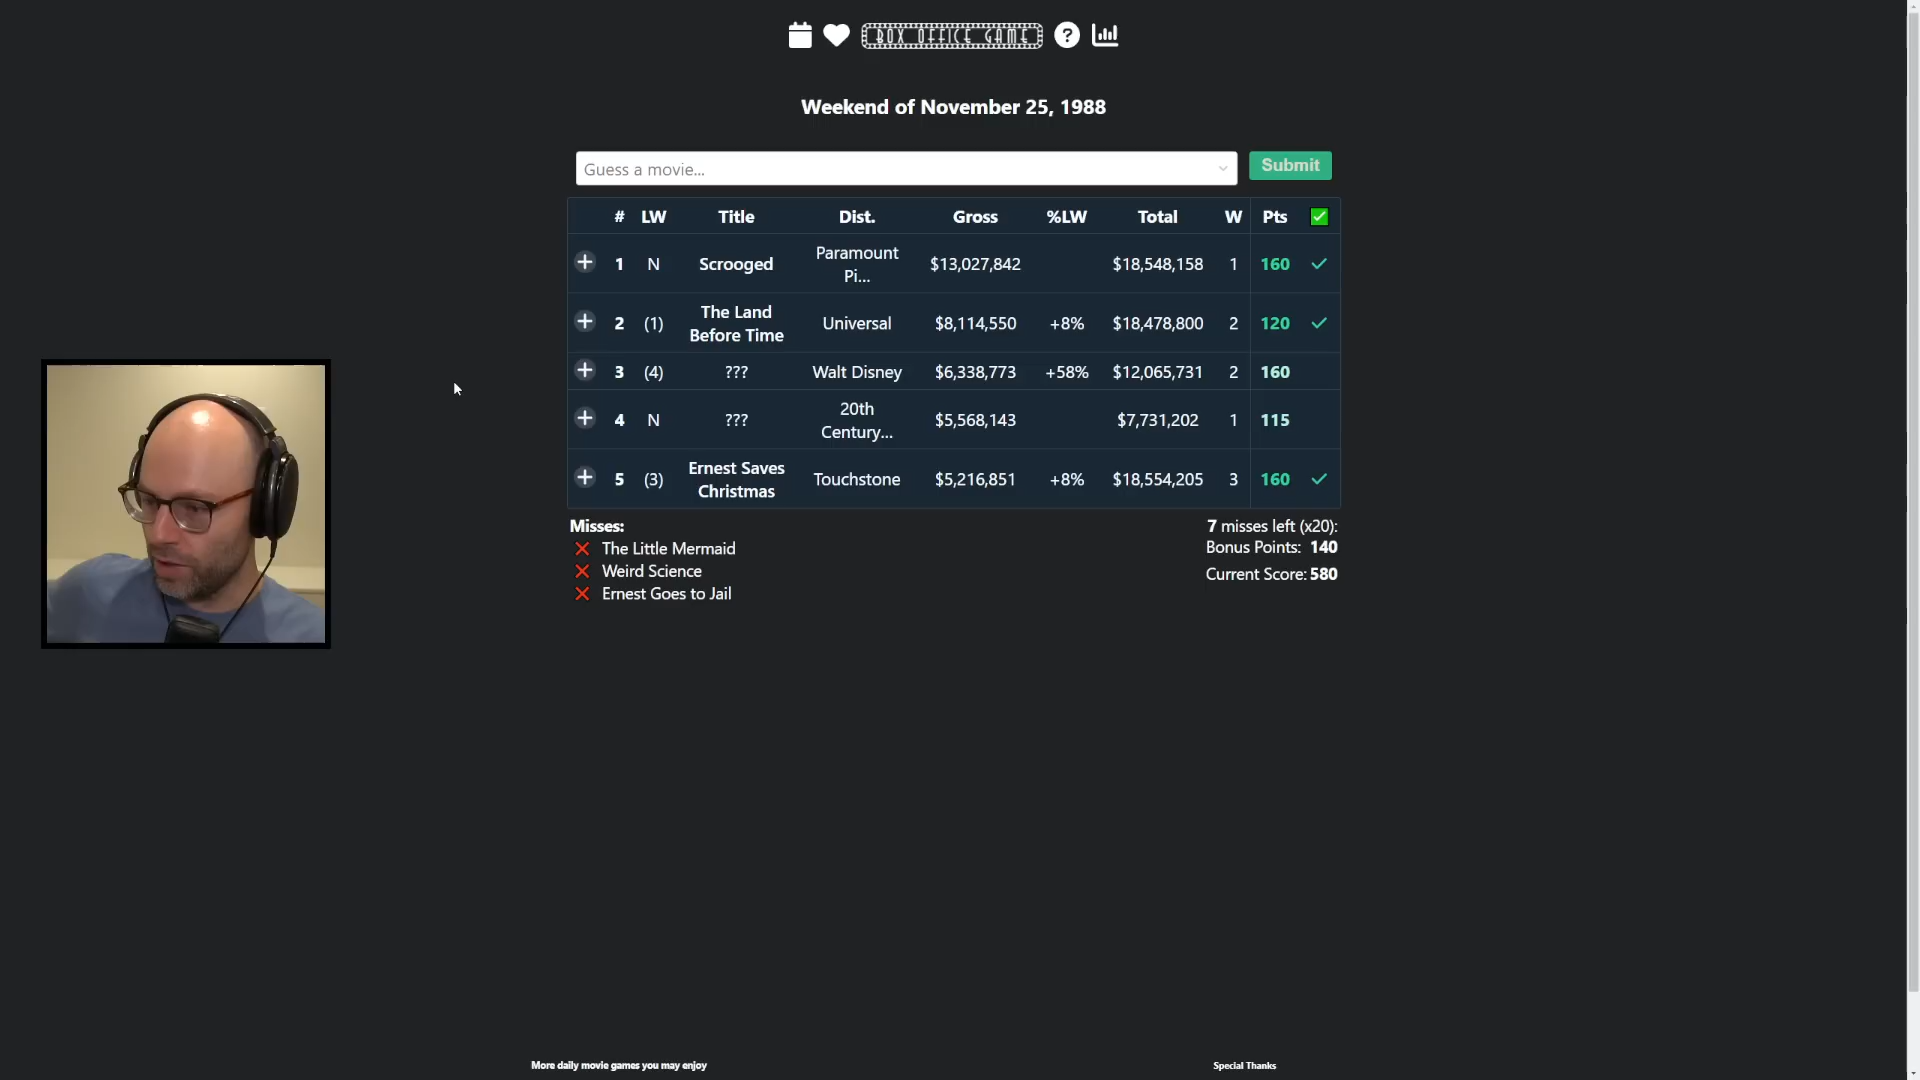 BOX OFFICE GAME
?
Weekend of November 25, 1988
Guess a movie...
Submit
# LW Title Dist. Gross %LW Total W Pts
1 N Scrooged Paramount Pi... $13,027,842 $18,548,158 1 160
2 (1) The Land Before Time Universal $8,114,550 +8% $18,478,800 2 120
3 (4) ??? Walt Disney $6,338,773 +58% $12,065,731 2 160
4 N ??? 20th Century... $5,568,143 $7,731,202 1 115
5 (3) Ernest Saves Christmas Touchstone $5,216,851 +8% $18,554,205 3 160
Misses:
The Little Mermaid
Weird Science
Ernest Goes to Jail
7 misses left (x20):
Bonus Points: 140
Current Score: 580
More daily movie games you may enjoy
Special Thanks